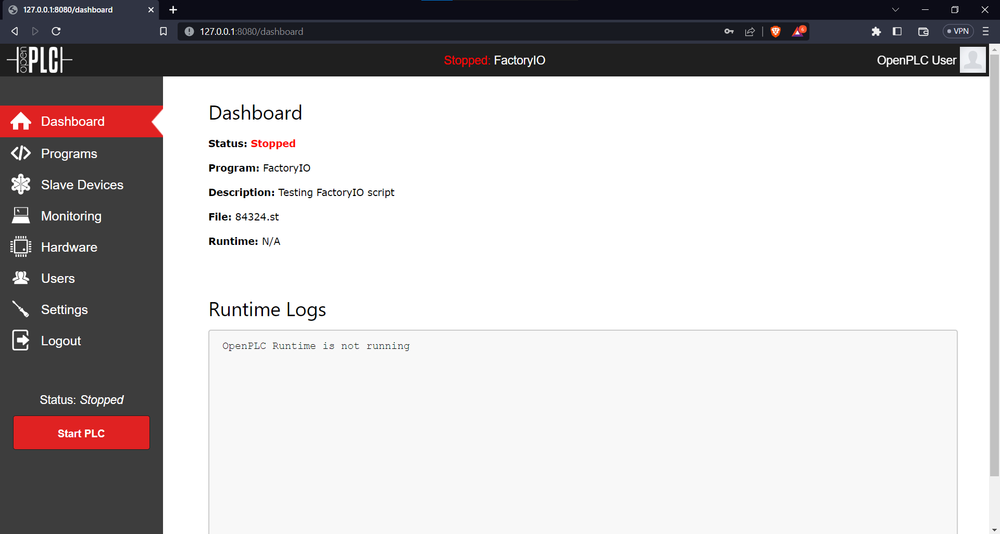 127.0.0.1:8080/dashboard
127.0.0.1:8080/dashboard
6
VPN
open PLC
Stopped: FactoryIO
OpenPLC User
Dashboard
Programs
Slave Devices
Monitoring
Hardware
Users
Settings
Logout
Status: Stopped
Start PLC
Dashboard
Status: Stopped
Program: FactoryIO
Description: Testing FactoryIO script
File: 84324.st
Runtime: N/A
Runtime Logs
OpenPLC Runtime is not running